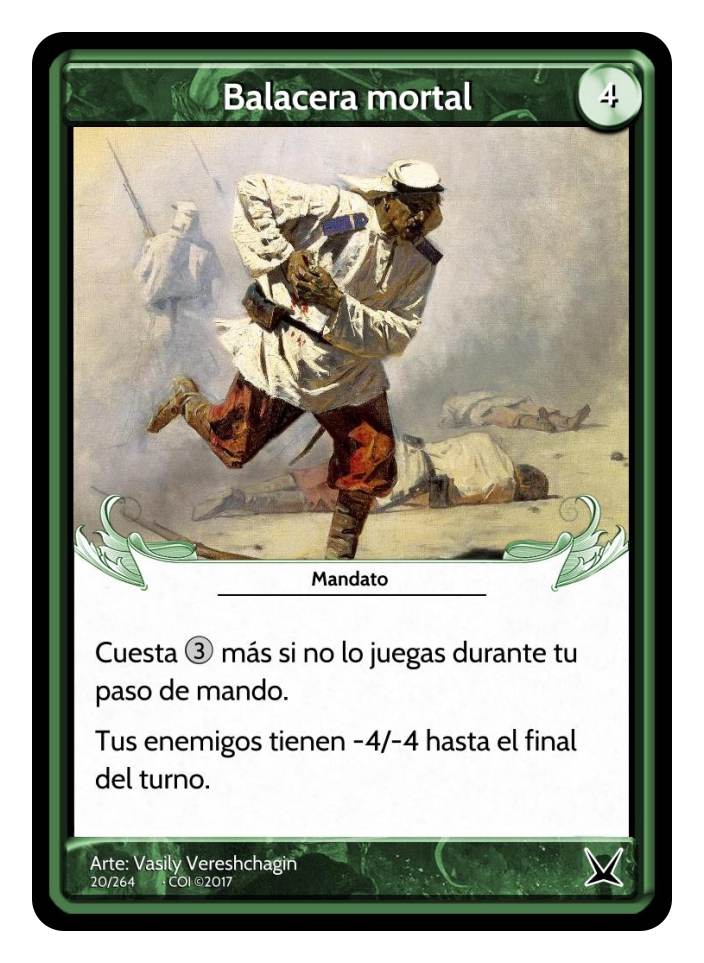 Balacera mortal
4
Mandato
Cuesta 3 más si no lo juegas durante tu
paso de mando.
Tus enemigos tienen -4/-4 hasta el final
del turno.
Arte: Vasily Vereshchagin
20/264 · COI ©2017